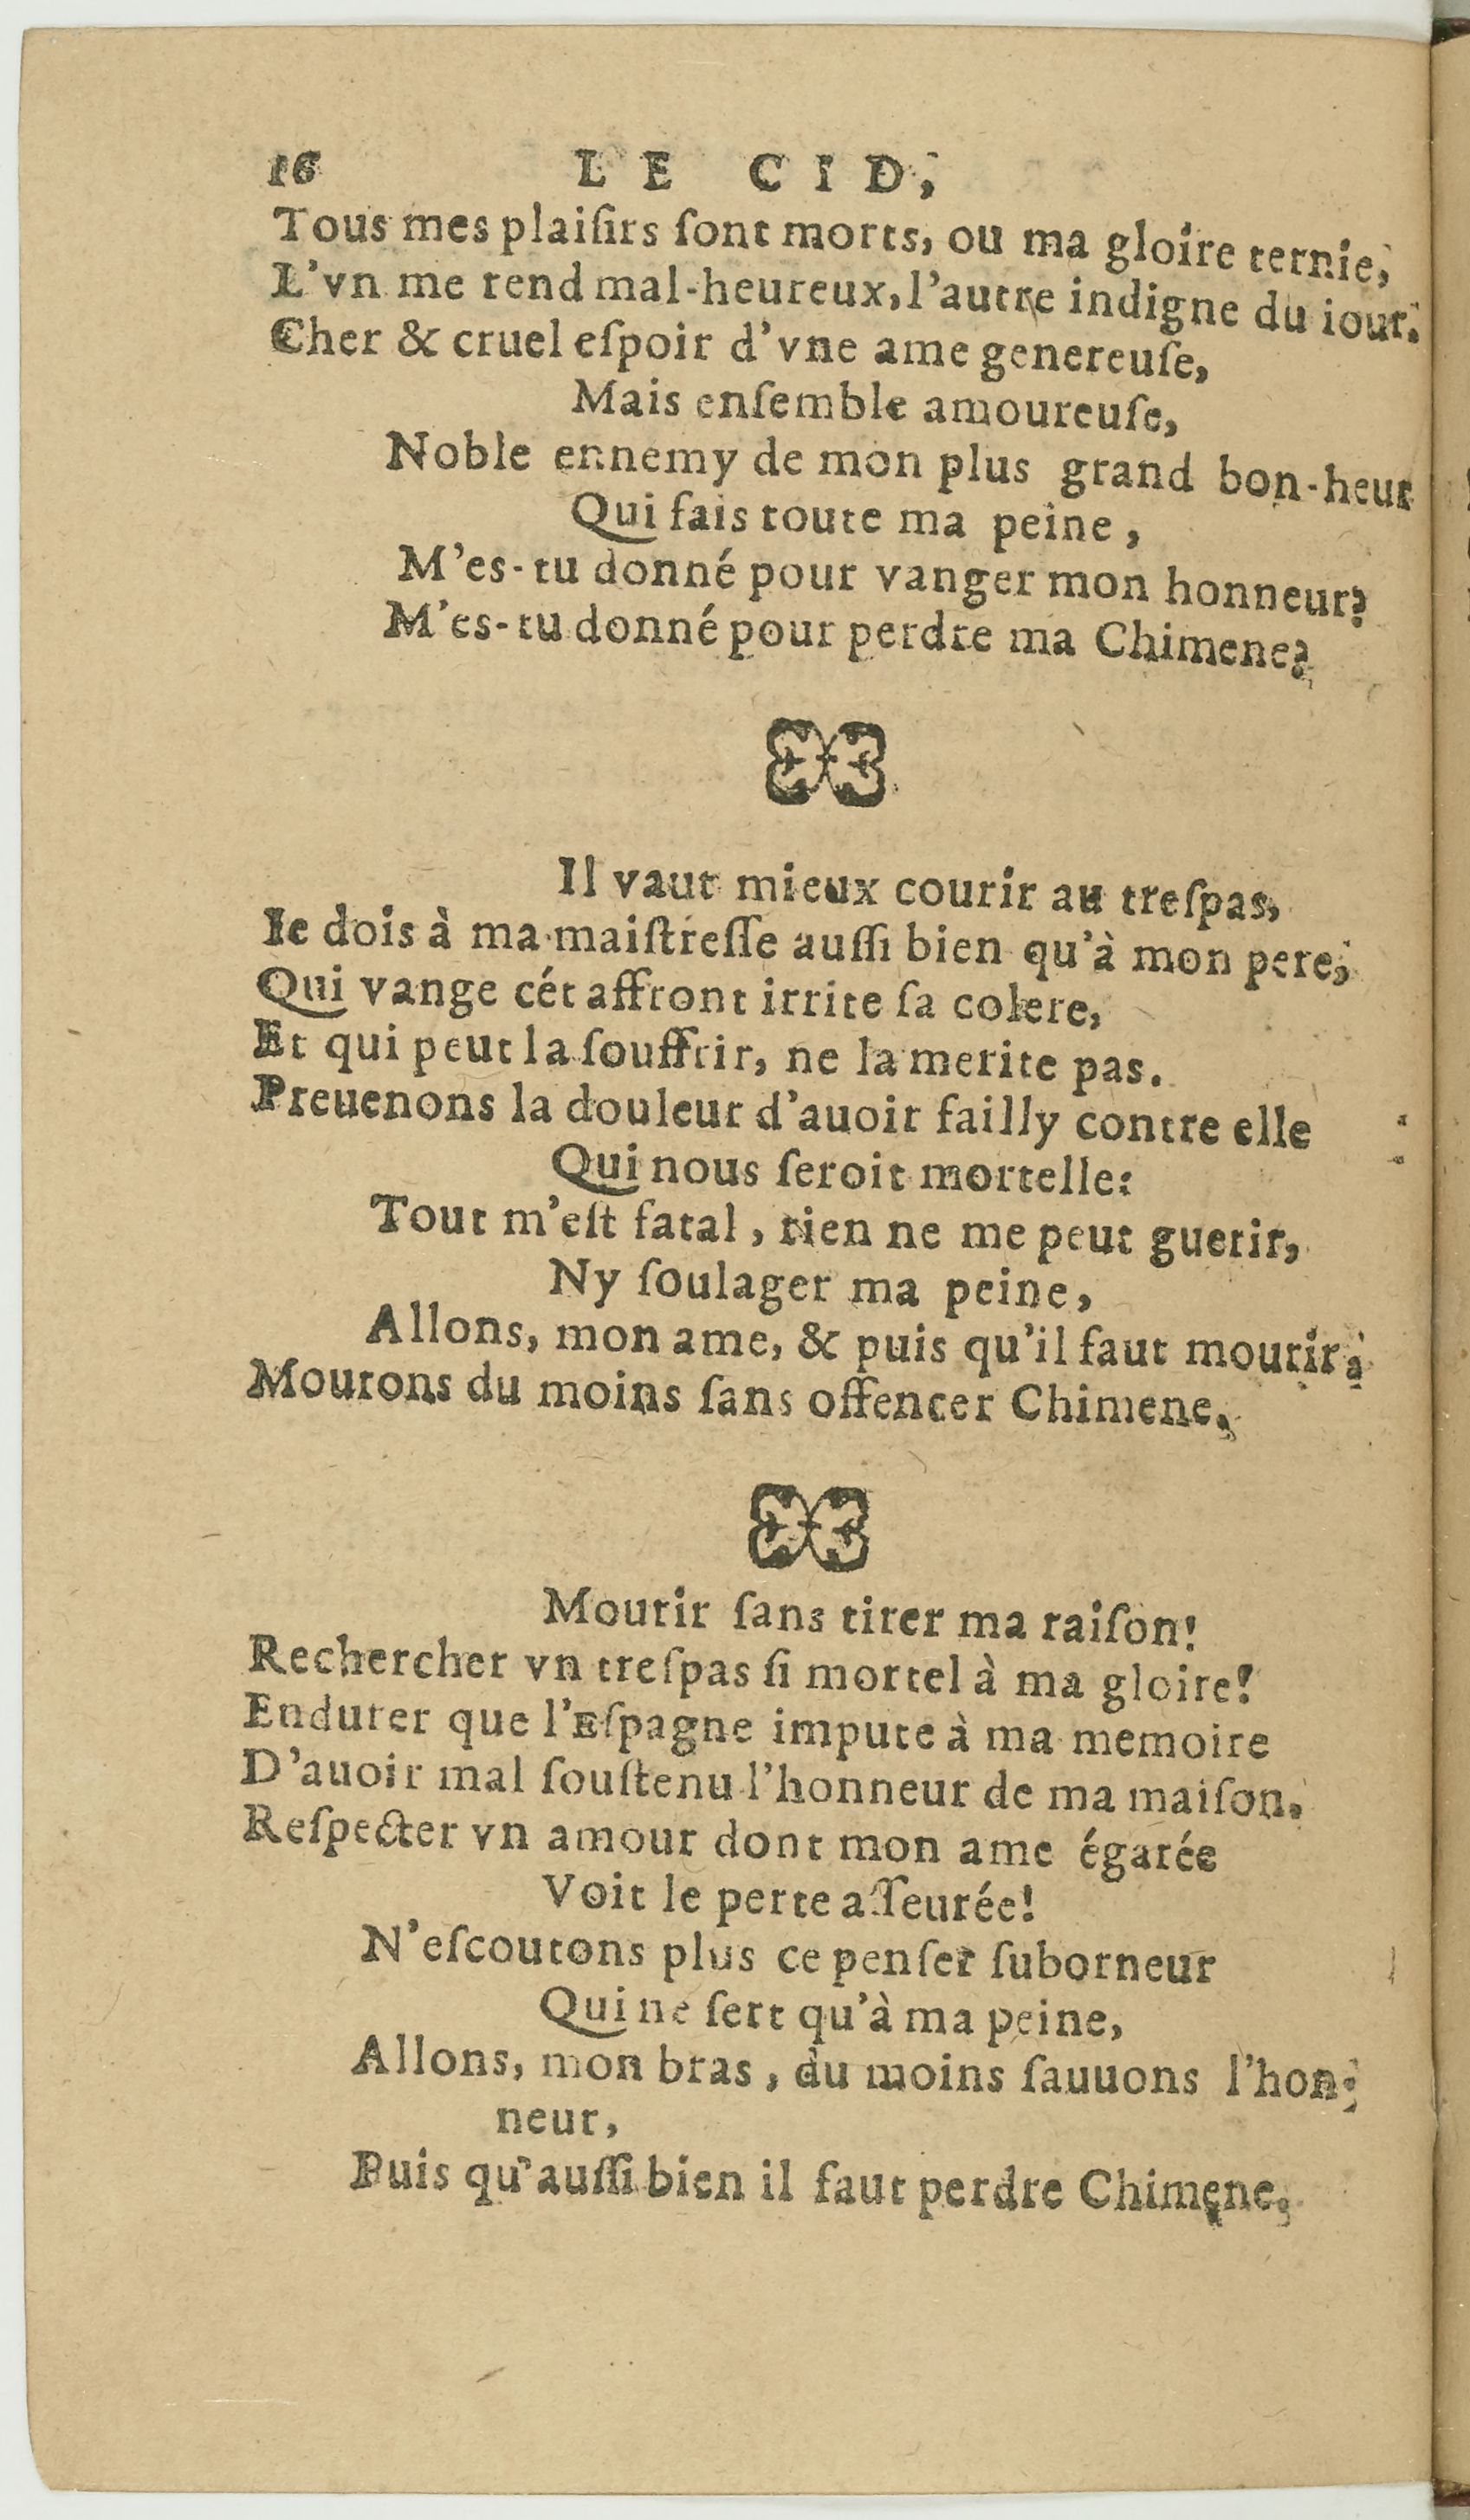 16 LE CID,
Tous mes plaiſirs ſont morts, ou ma gloire ternie,
L'vn me rend mal-heureux, l'autre indigne du iour.
Cher & cruel eſpoir d'vne ame genereuſe,
Mais enſemble amoureuſe,
Noble ennemy de mon plus grand bon-heur
Qui fais toute ma peine,
M'es-tu donné pour vanger mon honneur?
M'es-tu donné pour perdre ma Chimene?
Il vaut mieux courir au treſpas,
Ie dois à ma maiſtreſſe auſſi bien qu'à mon pere,
Qui vange cét affront irrite ſa colere,
Et qui peut la ſouffrir, ne la merite pas.
Preuenons la douleur d'auoir failly contre elle
Qui nous ſeroit mortelle:
Tout m'eſt fatal, rien ne me peut guerir,
Ny ſoulager ma peine,
Allons, mon ame, & puis qu'il faut mourir,
Mourons du moins ſans offencer Chimene.
Mourir ſans tirer ma raiſon!
Rechercher vn treſpas ſi mortel à ma gloire!
Endurer que l'Eſpagne impute à ma memoire
D'auoir mal ſouſtenu l'honneur de ma maiſon.
Reſpecter vn amour dont mon ame égarée
Voit le perte aſſeurée!
N'eſcoutons plus ce penſer ſuborneur
Qui ne ſert qu'à ma peine,
Allons, mon bras, du moins ſauuons l'hon-
neur,
Puis qu'auſſi bien il faut perdre Chimene.